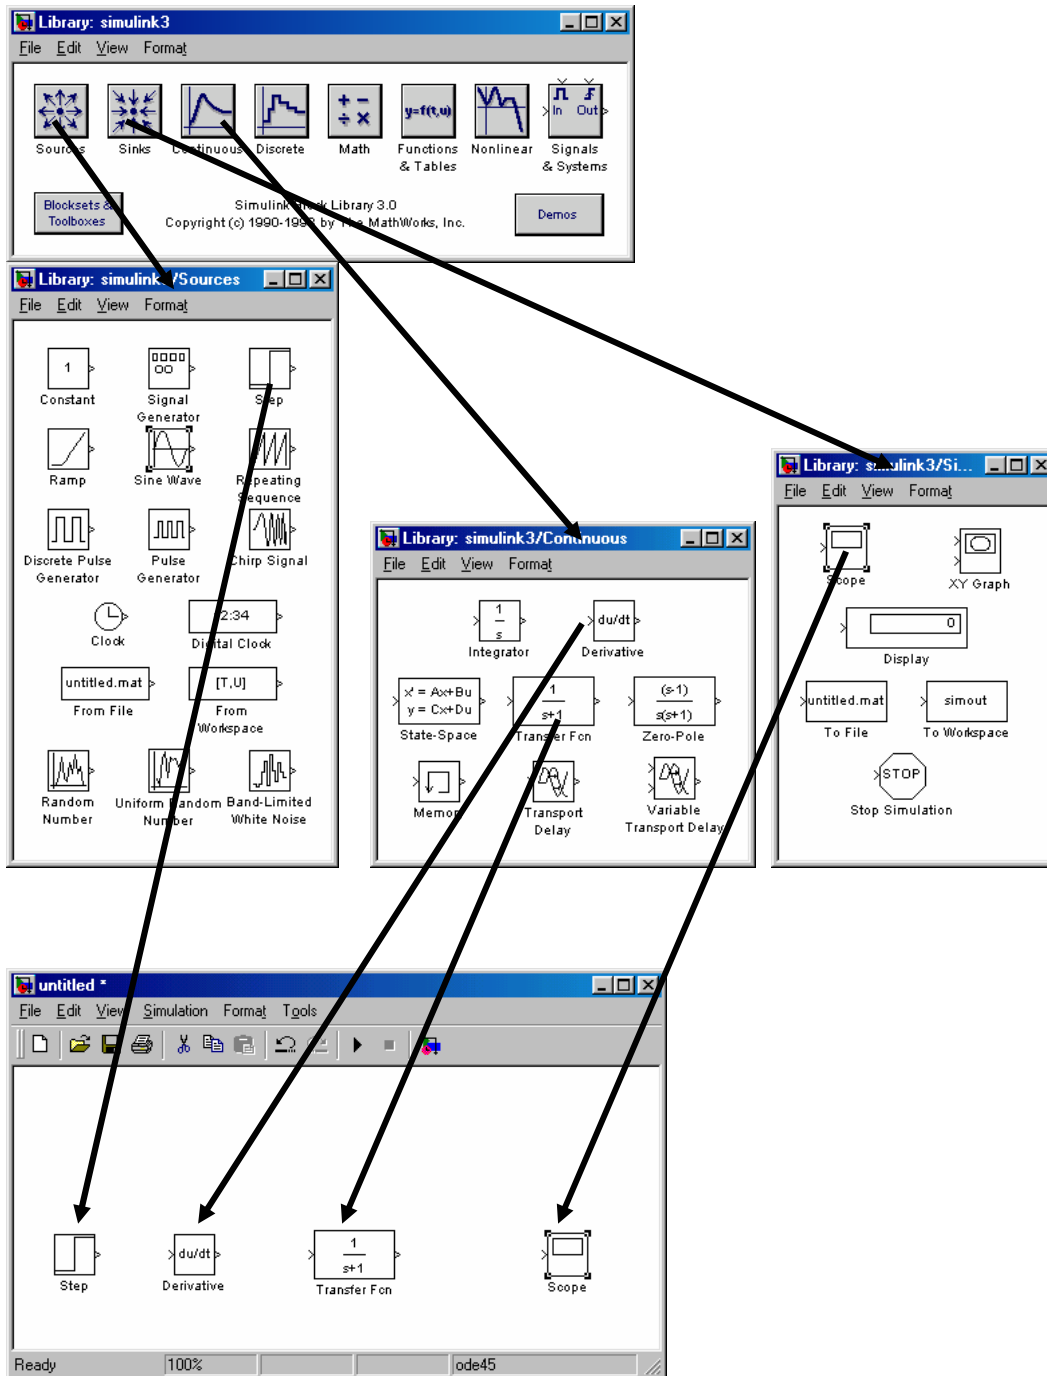 Library: simulink3
File Edit View Format
In Out
y=f(t,u)
Sources Sinks Continuous Discrete Math Functions & Tables Nonlinear Signals & Systems
Blocksets & Toolboxes
Simulink Block Library 3.0
Copyright (c) 1990-1998 by The MathWorks, Inc.
Demos
Library: simulink3/Sources
File Edit View Format
1
Constant Signal Generator Step
Ramp Sine Wave Repeating Sequence
Discrete Pulse Generator Pulse Generator Chirp Signal
12:34
Clock Digital Clock
untitled.mat [T,U]
From File From Workspace
Random Number Uniform Random Number Band-Limited White Noise
Library: simulink3/Continuous
File Edit View Format
1
s
du/dt
Integrator Derivative
x' = Ax+Bu
y = Cx+Du
1
s+1
(s-1)
s(s+1)
State-Space Transfer Fcn Zero-Pole
Memory Transport Delay Variable Transport Delay
Library: simulink3/Si...
File Edit View Format
Scope XY Graph
0
Display
untitled.mat simout
To File To Workspace
STOP
Stop Simulation
untitled *
File Edit View Simulation Format Tools
du/dt
1
s+1
Step Derivative Transfer Fcn Scope
Ready 100% ode45